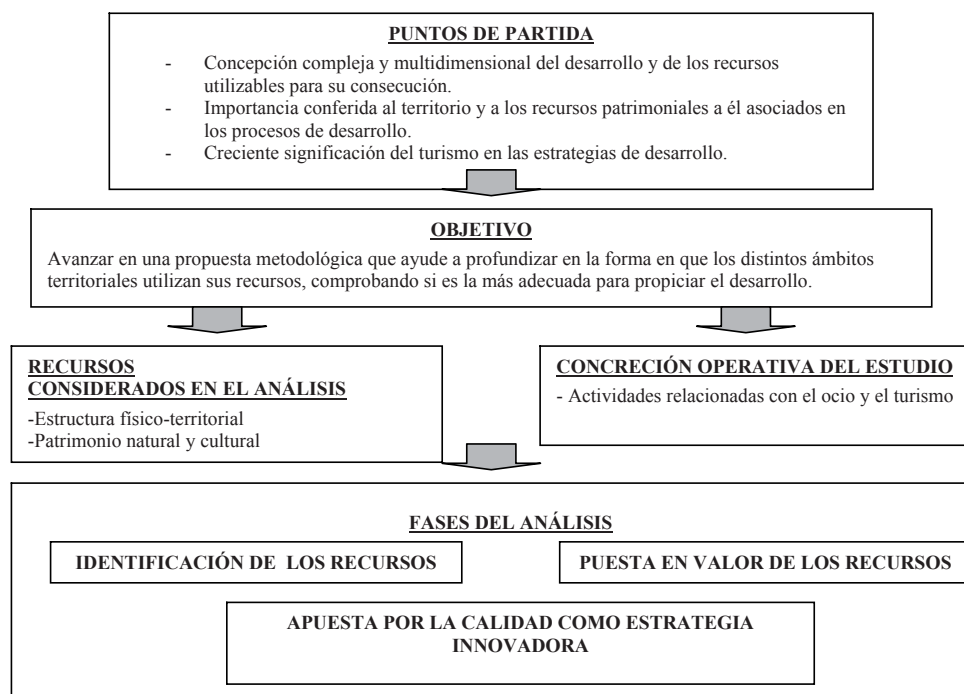 PUNTOS DE PARTIDA
- Concepción compleja y multidimensional del desarrollo y de los recursos
utilizables para su consecución.
- Importancia conferida al territorio y a los recursos patrimoniales a él asociados en
los procesos de desarrollo.
- Creciente significación del turismo en las estrategias de desarrollo.
OBJETIVO
Avanzar en una propuesta metodológica que ayude a profundizar en la forma en que los distintos ámbitos
territoriales utilizan sus recursos, comprobando si es la más adecuada para propiciar el desarrollo.
RECURSOS
CONSIDERADOS EN EL ANÁLISIS
-Estructura físico-territorial
-Patrimonio natural y cultural
CONCRECIÓN OPERATIVA DEL ESTUDIO
- Actividades relacionadas con el ocio y el turismo
FASES DEL ANÁLISIS
IDENTIFICACIÓN DE LOS RECURSOS
PUESTA EN VALOR DE LOS RECURSOS
APUESTA POR LA CALIDAD COMO ESTRATEGIA
INNOVADORA